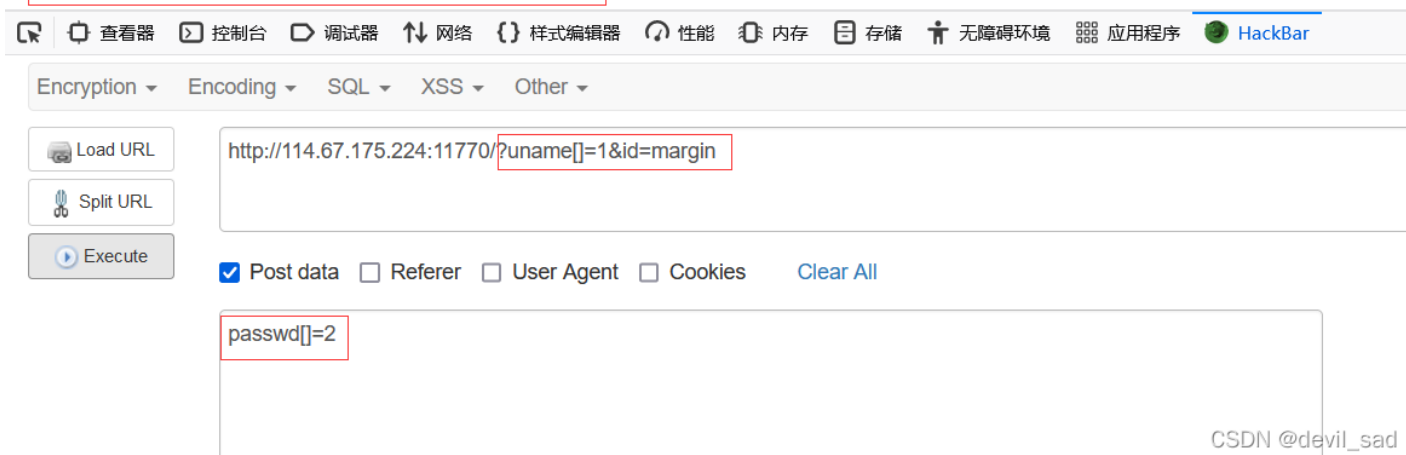 查看器 控制台 调试器 网络 样式编辑器 性能 内存 存储 无障碍环境 应用程序 HackBar
Encryption Encoding SQL XSS Other
Load URL
http://114.67.175.224:11770/?uname[]=1&id=margin
Split URL
Execute
Post data Referer User Agent Cookies Clear All
passwd[]=2
CSDN @devil_sad